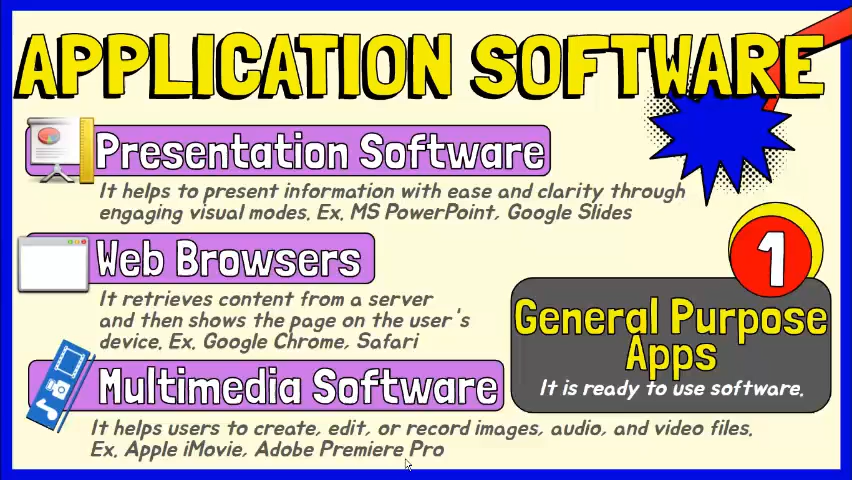 APPLICATION SOFTWARE
Presentation Software
It helps to present information with ease and clarity through
engaging visual modes. Ex. MS PowerPoint, Google Slides
Web Browsers
It retrieves content from a server
and then shows the page on the user's
device. Ex. Google Chrome, Safari
1
General Purpose
Apps
It is ready to use software.
Multimedia Software
It helps users to create, edit, or record images, audio, and video files.
Ex. Apple iMovie, Adobe Premiere Pro